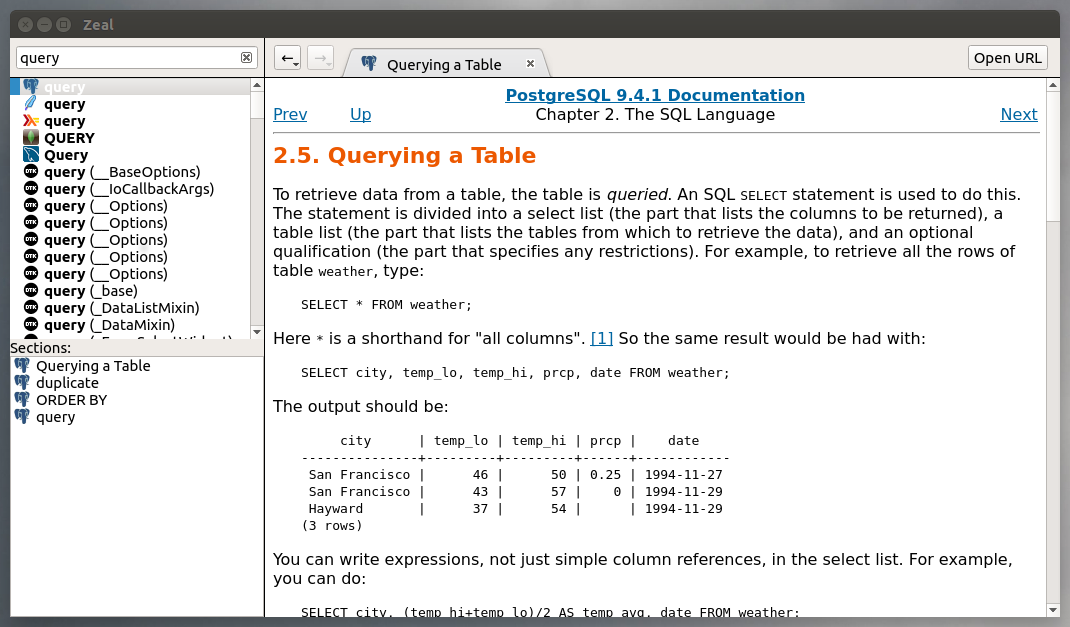 Zeal
query
query
query
query
QUERY
Query
query (__BaseOptions)
query (__IoCallbackArgs)
query (__Options)
query (__Options)
query (__Options)
query (__Options)
query (__Options)
query (_base)
query (_DataListMixin)
query (_DataMixin)
Sections:
Querying a Table
duplicate
ORDER BY
query
Querying a Table
Open URL
PostgreSQL 9.4.1 Documentation
Prev Up Chapter 2. The SQL Language Next
2.5. Querying a Table
To retrieve data from a table, the table is queried. An SQL SELECT statement is used to do this.
The statement is divided into a select list (the part that lists the columns to be returned), a
table list (the part that lists the tables from which to retrieve the data), and an optional
qualification (the part that specifies any restrictions). For example, to retrieve all the rows of
table weather, type:
SELECT * FROM weather;
Here * is a shorthand for "all columns". [1] So the same result would be had with:
SELECT city, temp_lo, temp_hi, prcp, date FROM weather;
The output should be:
city | temp_lo | temp_hi | prcp | date
---------------+---------+---------+------+------------
San Francisco | 46 | 50 | 0.25 | 1994-11-27
San Francisco | 43 | 57 | 0 | 1994-11-29
Hayward | 37 | 54 | | 1994-11-29
(3 rows)
You can write expressions, not just simple column references, in the select list. For example,
you can do:
SELECT city, (temp_hi+temp_lo)/2 AS temp_avg, date FROM weather;